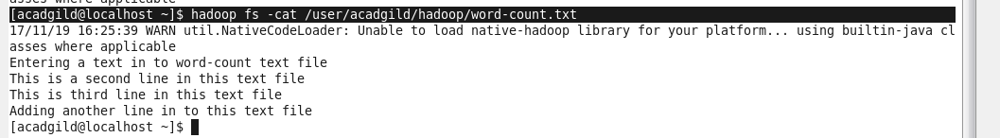 [acadgild@localhost ~]$ hadoop fs -cat /user/acadgild/hadoop/word-count.txt
17/11/19 16:25:39 WARN util.NativeCodeLoader: Unable to load native-hadoop library for your platform... using builtin-java cl
asses where applicable
Entering a text in to word-count text file
This is a second line in this text file
This is third line in this text file
Adding another line in to this text file
[acadgild@localhost ~]$